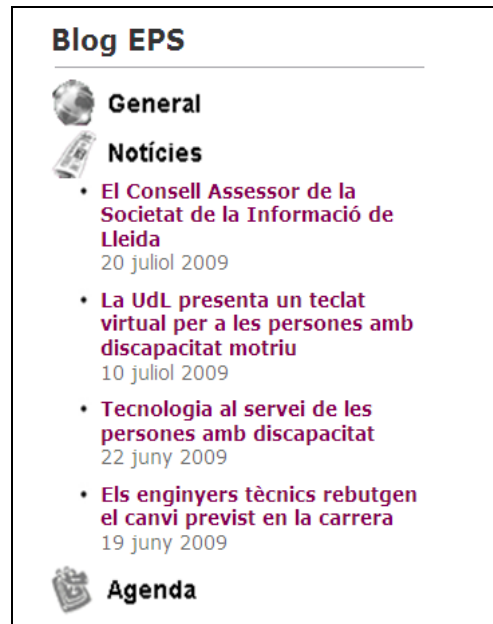 Blog EPS
General
Notícies
• El Consell Assessor de la
Societat de la Informació de
Lleida
20 juliol 2009
• La UdL presenta un teclat
virtual per a les persones amb
discapacitat motriu
10 juliol 2009
• Tecnologia al servei de les
persones amb discapacitat
22 juny 2009
• Els enginyers tècnics rebutgen
el canvi previst en la carrera
19 juny 2009
Agenda